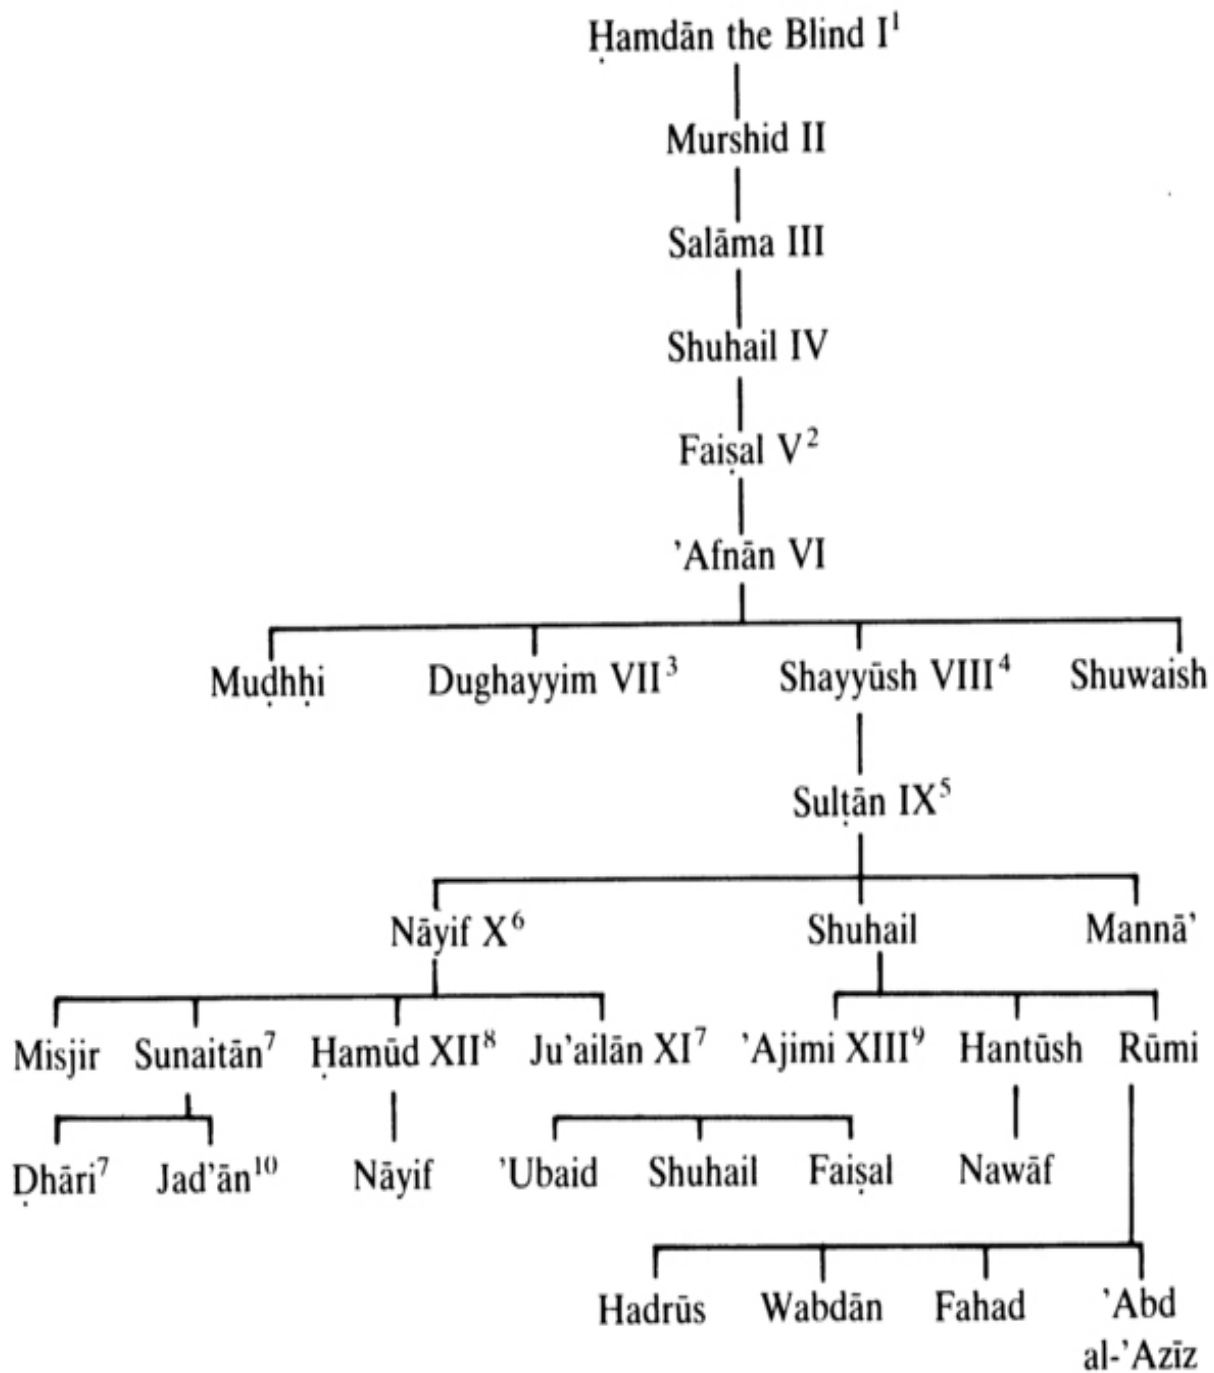 Ḥamdān the Blind I¹
Murshid II
Salāma III
Shuhail IV
Faiṣal V²
’Afnān VI
Muḍhḥi Dughayyim VII³ Shayyūsh VIII⁴ Shuwaish
Sulṭān IX⁵
Nāyif X⁶ Shuhail Mannā’
Misjir Sunaitān⁷ Ḥamūd XII⁸ Ju’ailān XI⁷ ’Ajimi XIII⁹ Hantūsh Rūmi
Ḍhāri⁷ Jad’ān¹⁰ Nāyif ’Ubaid Shuhail Faiṣal Nawāf
Hadrūs Wabdān Fahad ’Abd
al-’Azīz